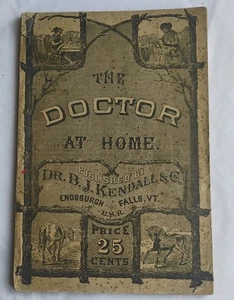 THE
DOCTOR
AT HOME.
PUBLISHED BY
DR. B. J. KENDALL & Co
ENOSBURGH FALLS, VT.
U.S.A.
PRICE
25
CENTS